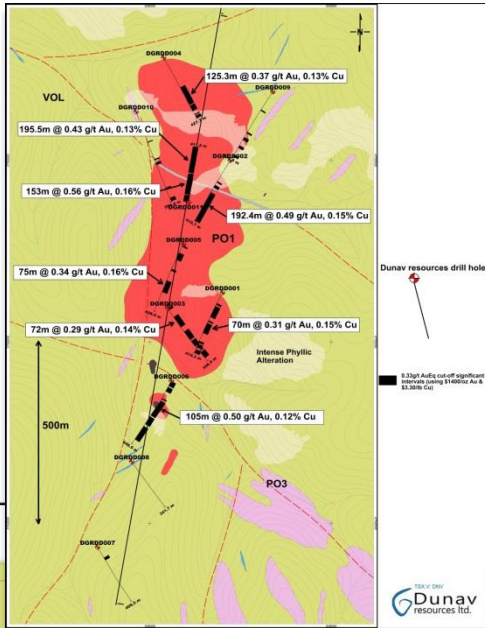 DGRDD004
125.3m @ 0.37 g/t Au, 0.13% Cu
N
VOL
DGRDD009
DGRDD010
195.5m @ 0.43 g/t Au, 0.13% Cu
DGRDD002
153m @ 0.56 g/t Au, 0.16% Cu
DGRDD011
192.4m @ 0.49 g/t Au, 0.15% Cu
DGRDD005
PO1
75m @ 0.34 g/t Au, 0.16% Cu
DGRDD001
DGRDD003
72m @ 0.29 g/t Au, 0.14% Cu
70m @ 0.31 g/t Au, 0.15% Cu
Intense Phyllic
Alteration
DGRDD006
105m @ 0.50 g/t Au, 0.12% Cu
500m
DGRDD008
PO3
DGRDD007
Dunav resources drill hole
0.33g/t AuEq cut-off significant
intervals (using $1400/oz Au &
$3.30/lb Cu)
TSX.V: DNV
Dunav
resources ltd.